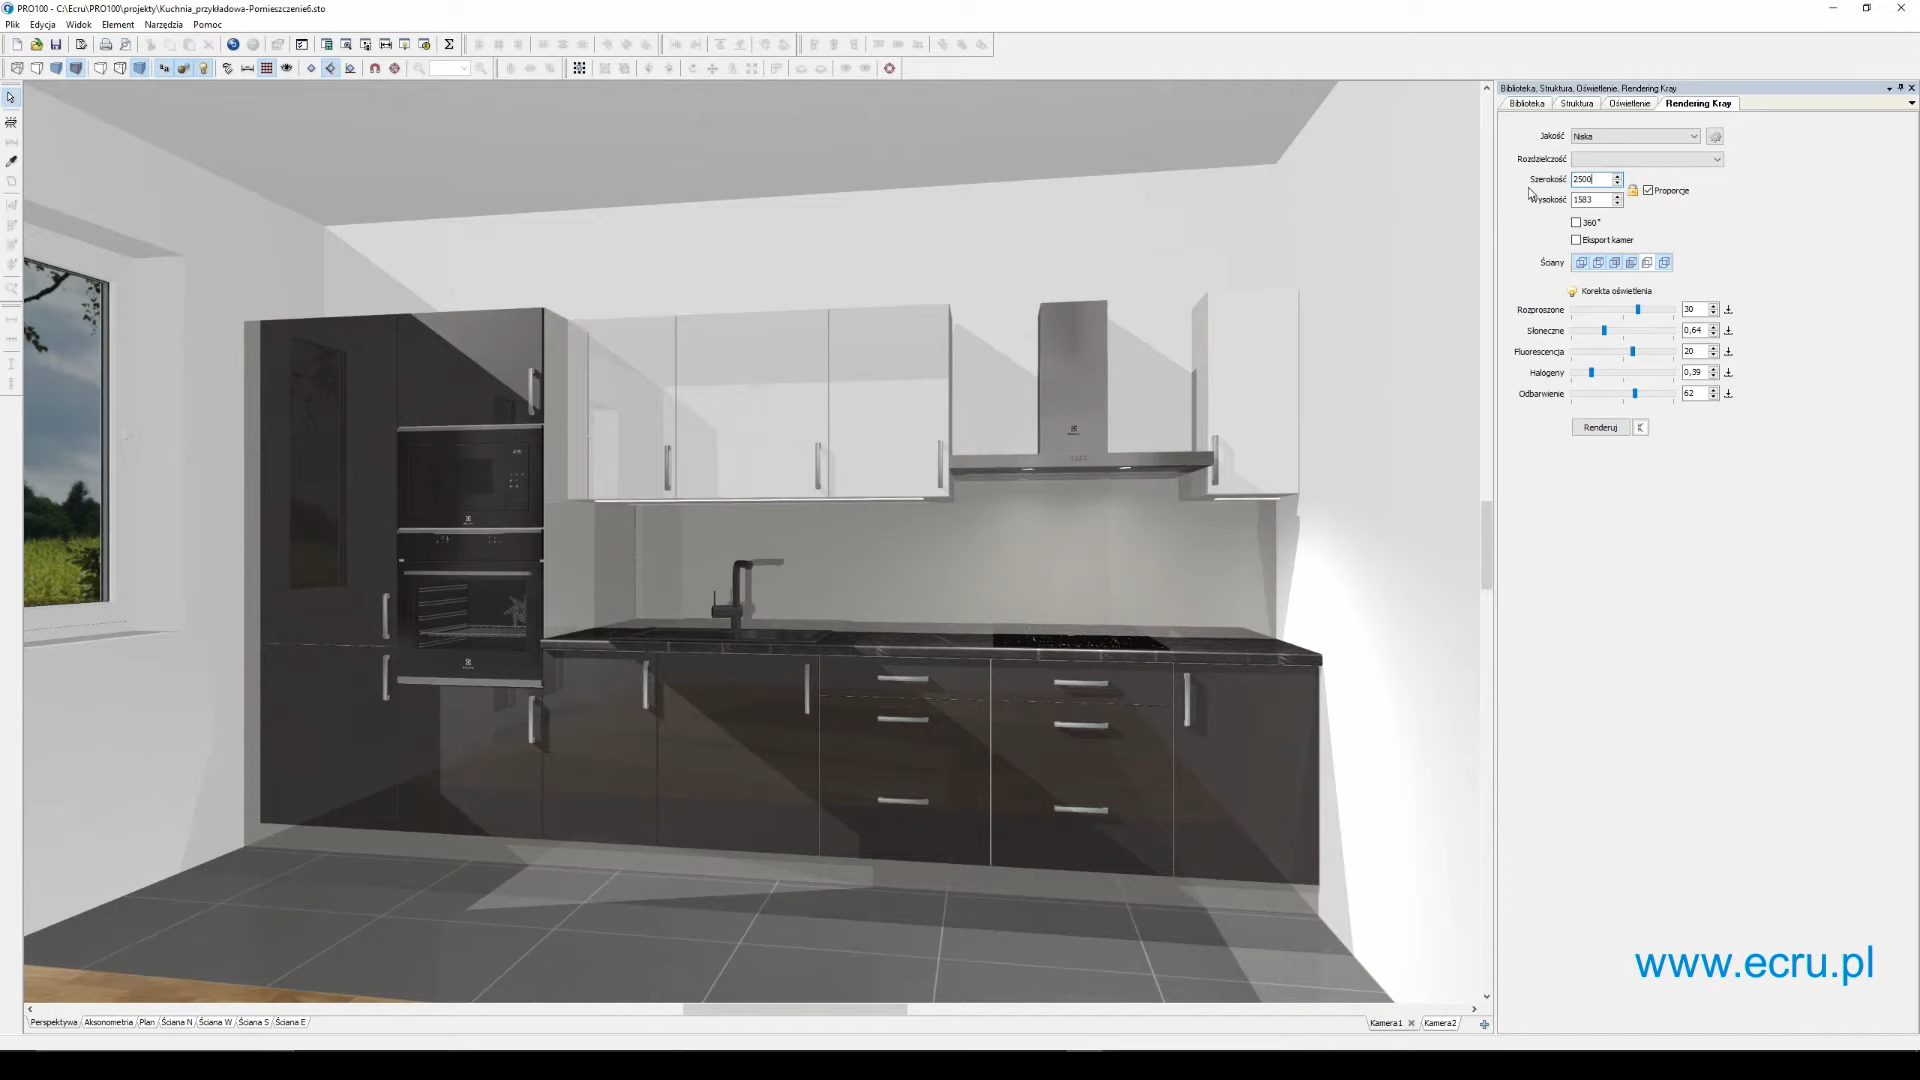 PRO100 - C:\Ecru\PRO100\projekty\Kuchnia_przykładowa-Pomieszczenie6.sto
Plik Edycja Widok Element Narzędzia Pomoc
Biblioteka, Struktura, Oświetlenie, Rendering Kray
Biblioteka Struktura Oświetlenie Rendering Kray
Jakość Niska
Rozdzielczość
Szerokość 2500
Proporcje
Wysokość 1583
360°
Eksport kamer
Ściany
Korekta oświetlenia
Rozproszone 30
Słoneczne 0,64
Fluorescencja 20
Halogeny 0,39
Odbarwienie 62
Renderuj
www.ecru.pl
Perspektywa Aksonometria Plan Ściana N Ściana W Ściana S Ściana E
Kamera1 Kamera2